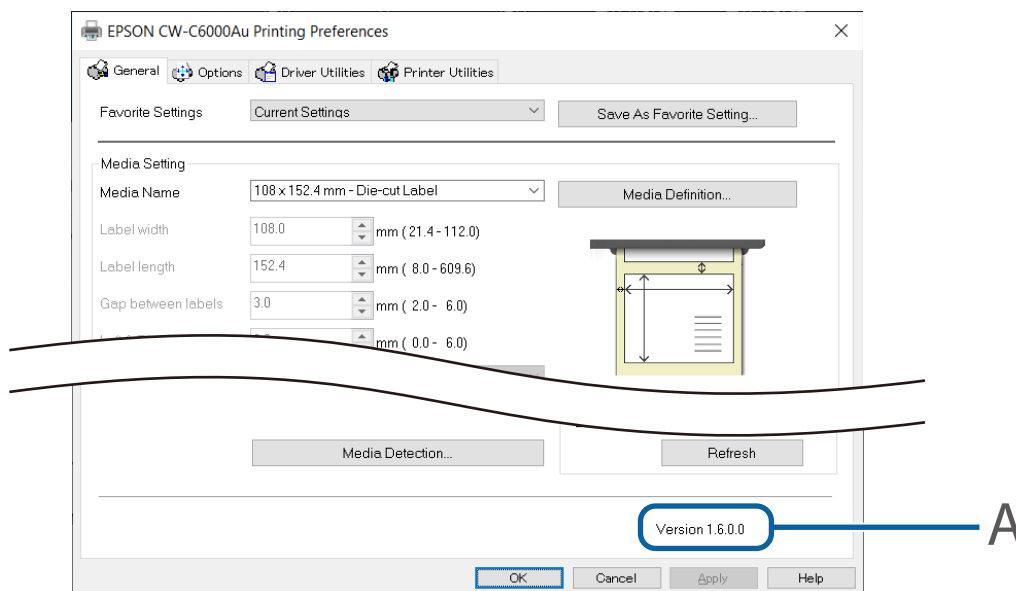 EPSON CW-C6000Au Printing Preferences
General Options Driver Utilities Printer Utilities
Favorite Settings Current Settings Save As Favorite Setting...
Media Setting
Media Name 108 x 152.4 mm - Die-cut Label Media Definition...
Label width 108.0 mm ( 21.4 - 112.0)
Label length 152.4 mm ( 8.0 - 609.6)
Gap between labels 3.0 mm ( 2.0 - 6.0)
mm ( 0.0 - 6.0)
Media Detection... Refresh
Version 1.6.0.0 A
OK Cancel Apply Help